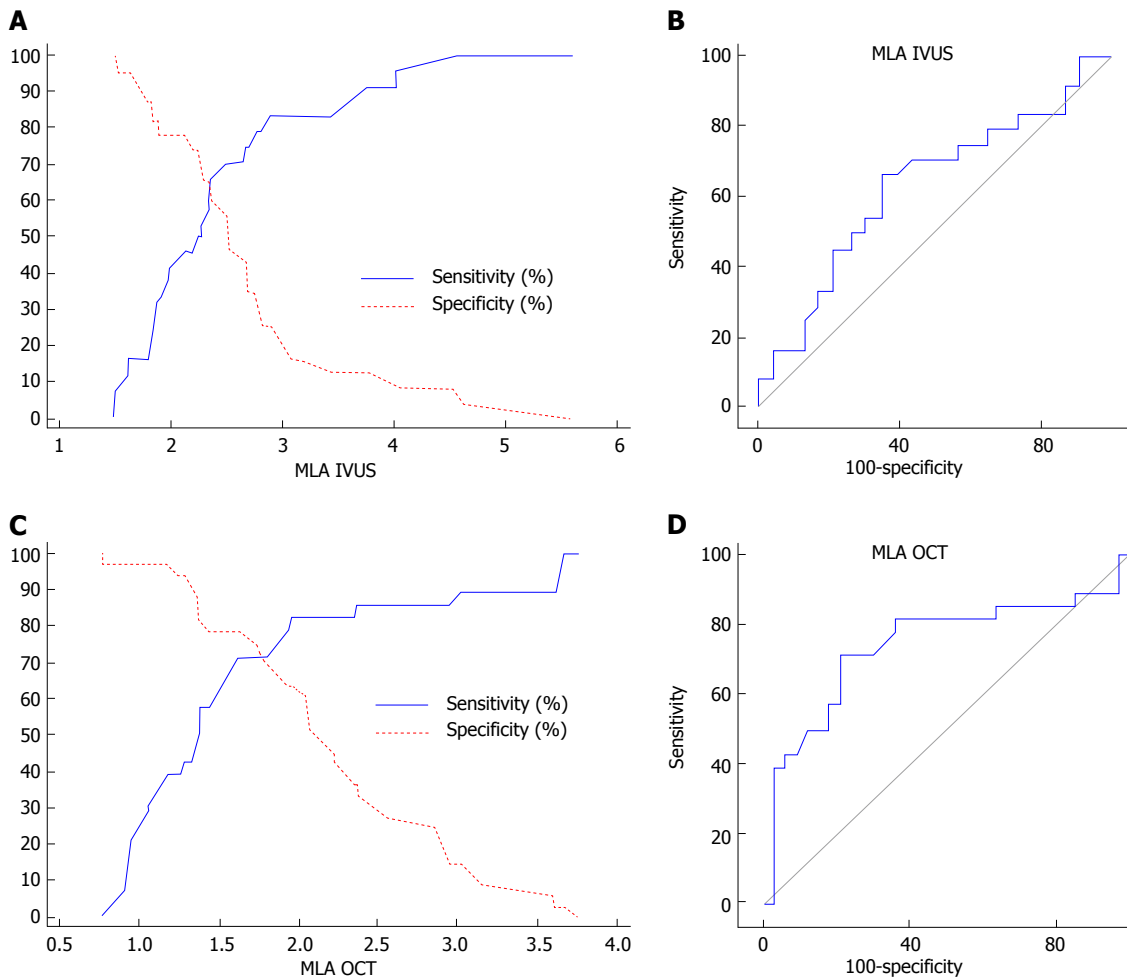 A
100
90
80
70
60
50
40
30
20
10
0
Sensitivity (%)
Specificity (%)
1 2 3 4 5 6
MLA IVUS
B
MLA IVUS
Sensitivity
100
80
60
40
20
0
0 40 80
100-specificity
C
100
90
80
70
60
50
40
30
20
10
0
Sensitivity (%)
Specificity (%)
0.5 1.0 1.5 2.0 2.5 3.0 3.5 4.0
MLA OCT
D
MLA OCT
Sensitivity
100
80
60
40
20
0
0 40 80
100-specificity